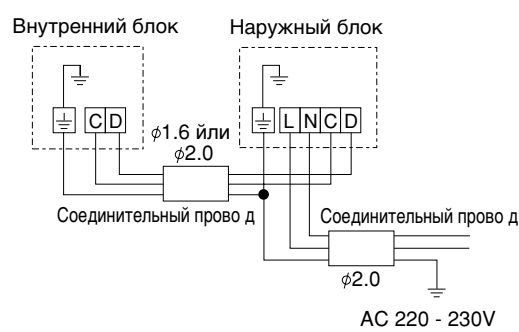 Внутренний блок
Наружный блок
C D
L N C D
ϕ1.6 йли
ϕ2.0
Соединительный прово д
Соединительный прово д
ϕ2.0
AC 220 - 230V